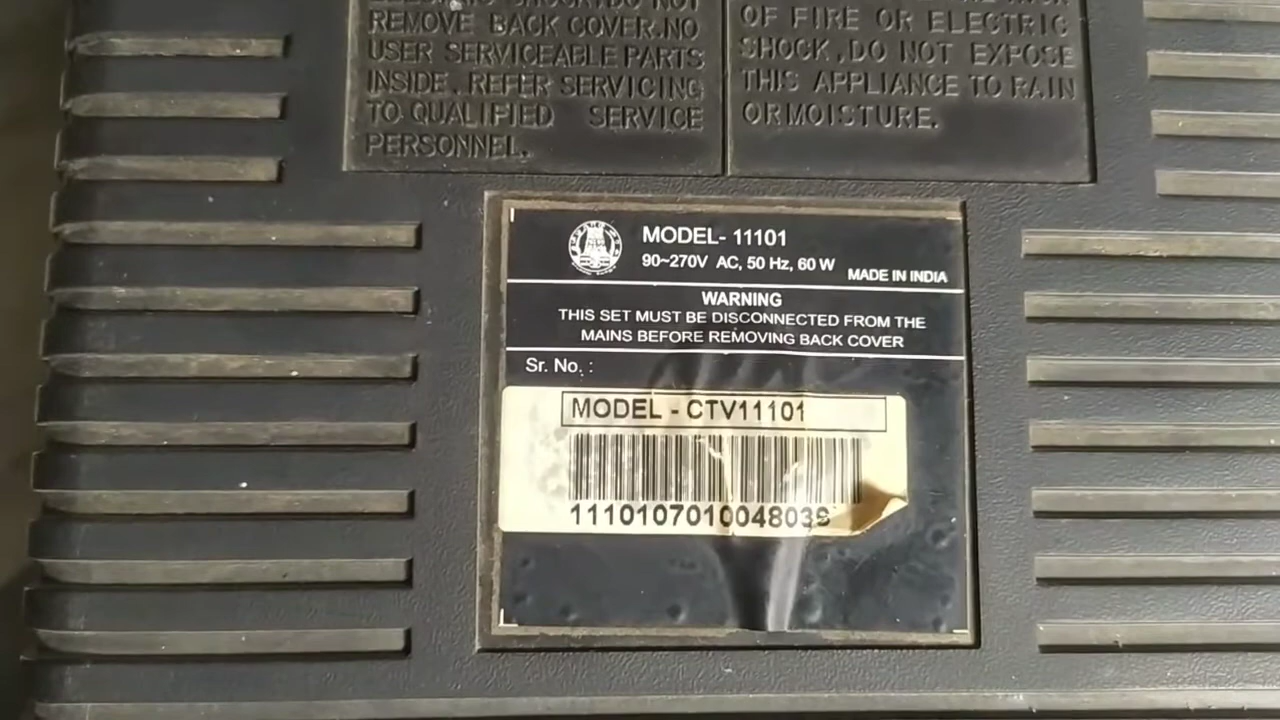 REMOVE BACK COVER.NO
USER SERVICEABLE PARTS
INSIDE. REFER SERVICING
TO QUALIFIED SERVICE
PERSONNEL.
OF FIRE OR ELECTRIC
SHOCK, DO NOT EXPOSE
THIS APPLIANCE TO RAIN
OR MOISTURE.
MODEL- 11101
90~270V AC, 50 Hz, 60 W
MADE IN INDIA
WARNING
THIS SET MUST BE DISCONNECTED FROM THE
MAINS BEFORE REMOVING BACK COVER
Sr. No. :
MODEL - CTV11101